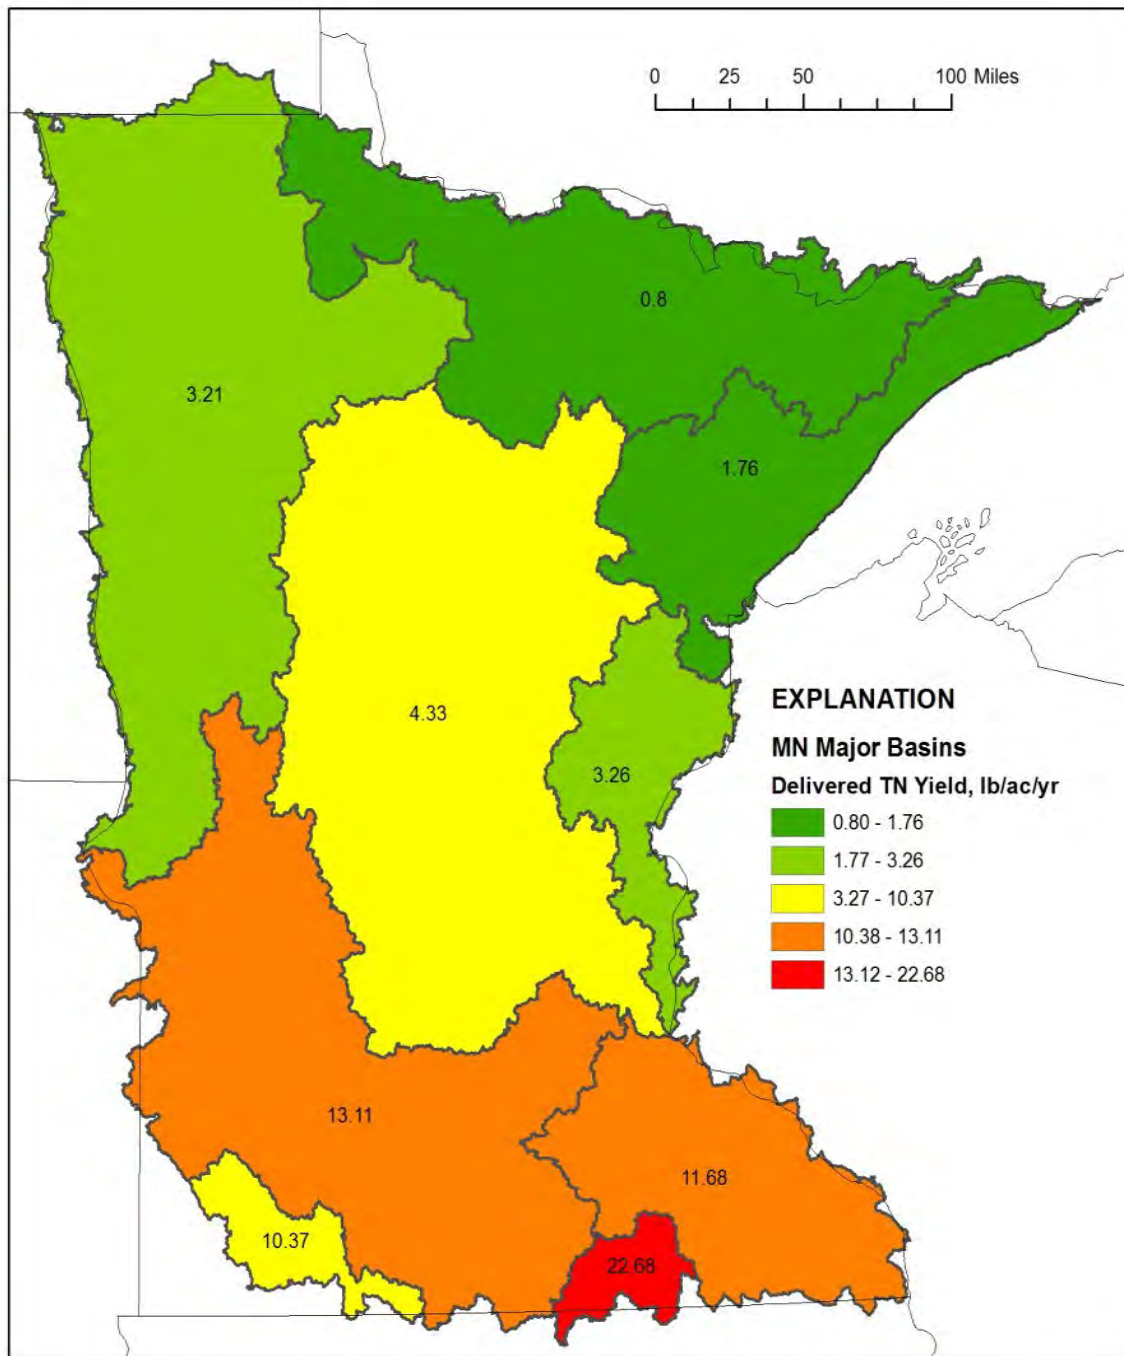 0 25 50 100 Miles
0.8
3.21
1.76
4.33
3.26
EXPLANATION
MN Major Basins
Delivered TN Yield, lb/ac/yr
0.80 - 1.76
1.77 - 3.26
3.27 - 10.37
10.38 - 13.11
13.12 - 22.68
13.11
11.68
10.37
22.68